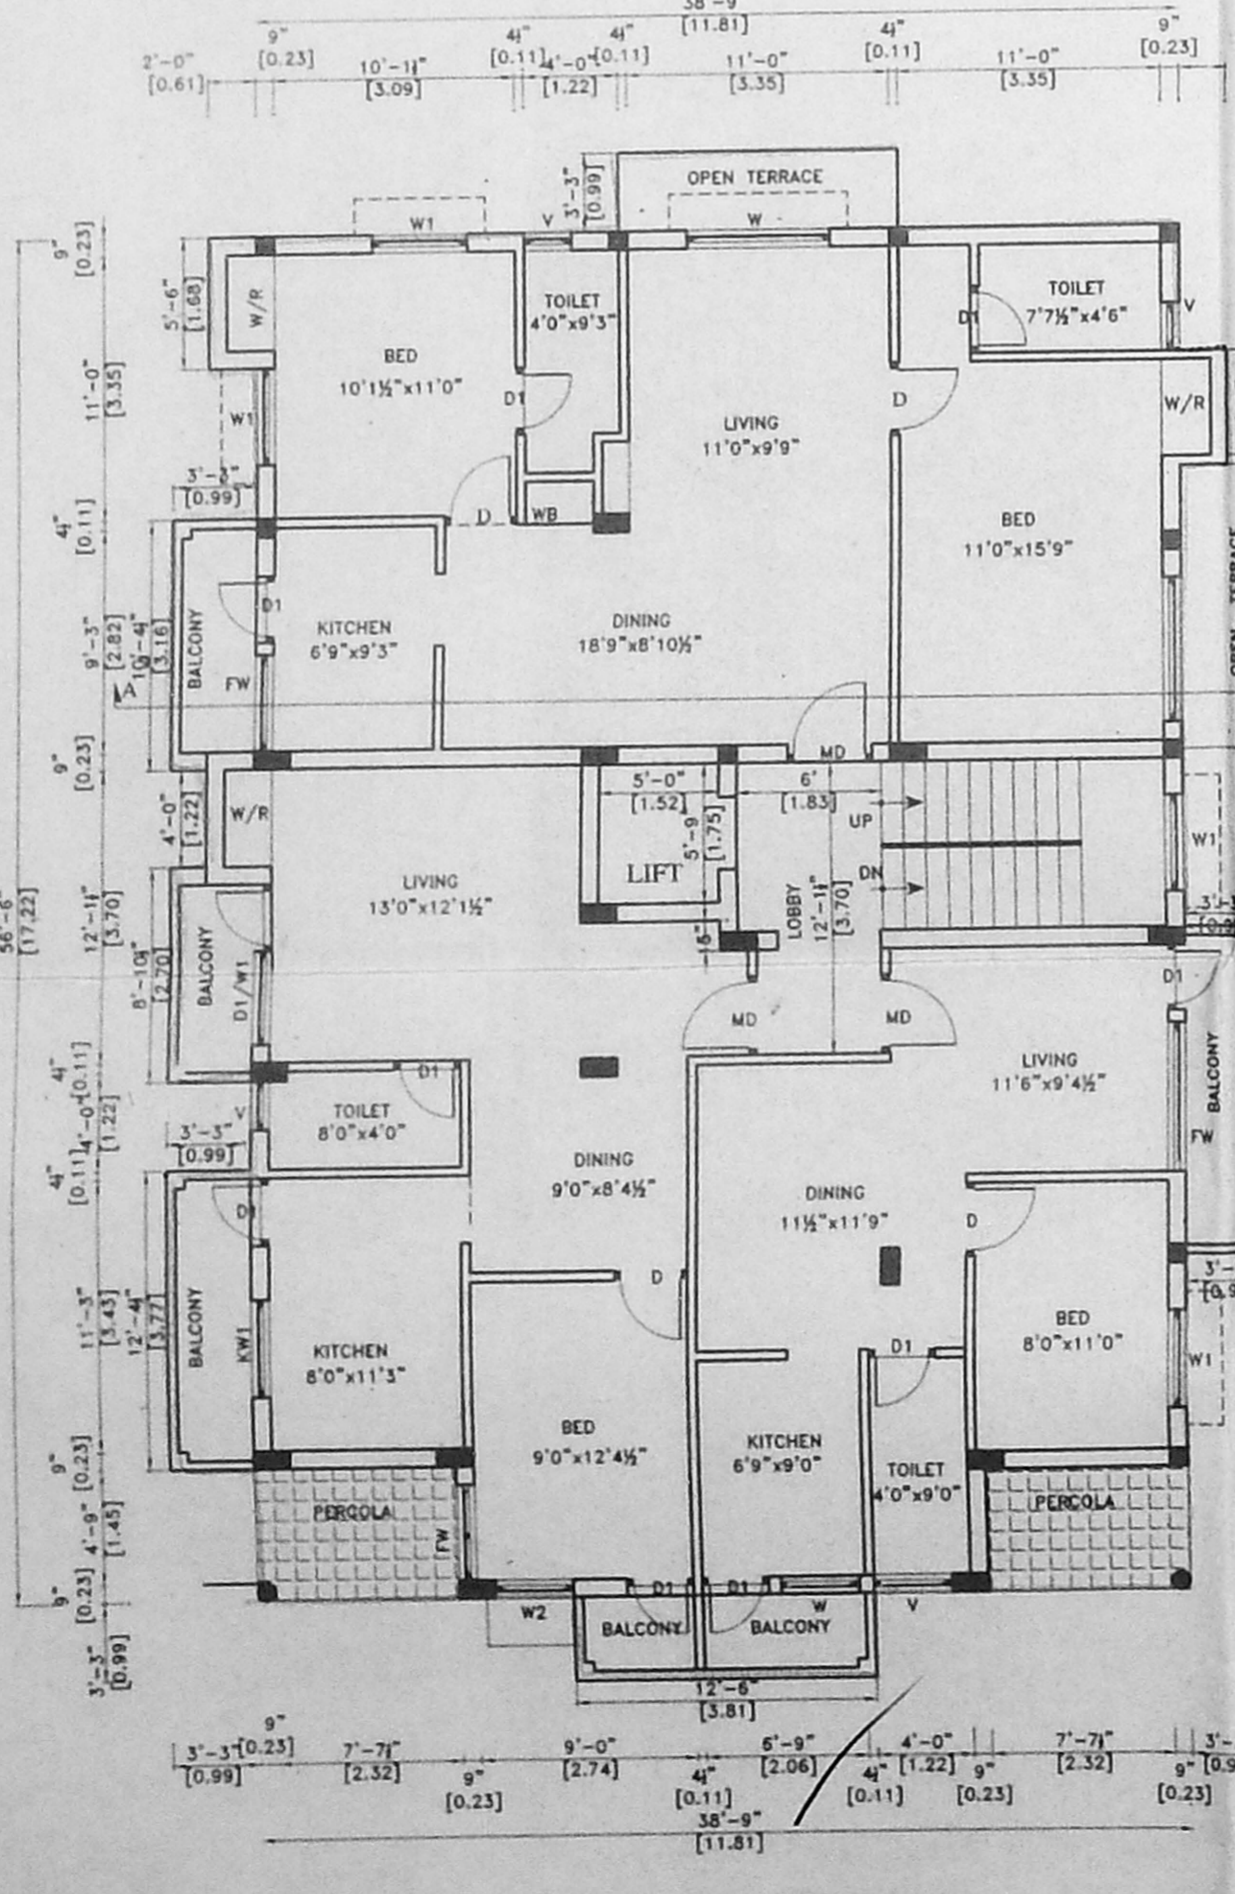 38'-9"
[11.81]
9"
[0.23]
4½"
[0.11]
4½"
[0.11]
4½"
[0.11]
9"
[0.23]
2'-0"
[0.61]
10'-1½"
[3.09]
4'-0"
[1.22]
11'-0"
[3.35]
11'-0"
[3.35]
3'-3"
[0.99]
OPEN TERRACE
W1
V
W
9"
[0.23]
5'-6"
[1.68]
W/R
BED
10'1½"x11'0"
TOILET
4'0"x9'3"
LIVING
11'0"x9'9"
D1
TOILET
7'7½"x4'6"
V
11'-0"
[3.35]
W1
D1
D
W/R
3'-3"
[0.99]
4½"
[0.11]
D
WB
BED
11'0"x15'9"
9'-3"
[2.82]
10'-4½"
[3.16]
BALCONY
D1
KITCHEN
6'9"x9'3"
DINING
18'9"x8'10½"
FW
A
MD
9"
[0.23]
4'-0"
[1.22]
W/R
5'-0"
[1.52]
6'
[1.83]
UP
5'-9"
[1.75]
LIFT
DN
W1
56'-6"
[17.22]
12'-1½"
[3.70]
LIVING
13'0"x12'1½"
LOBBY
12'-1½"
[3.70]
8'-10½"
[2.70]
BALCONY
D1/W1
MD
MD
D1
LIVING
11'6"x9'4½"
BALCONY
4½"
[0.11]
4'-0"
[1.22]
V
D1
TOILET
8'0"x4'0"
3'-3"
[0.99]
FW
4½"
[0.11]
DINING
9'0"x8'4½"
DINING
11½"x11'9"
D1
D
D
11'-3"
[3.43]
12'-4½"
[3.77]
BALCONY
KW1
KITCHEN
8'0"x11'3"
D1
BED
8'0"x11'0"
W1
BED
9'0"x12'4½"
KITCHEN
6'9"x9'0"
TOILET
4'0"x9'0"
9"
[0.23]
4'-9"
[1.45]
PERGOLA
FW
PERGOLA
9"
[0.23]
W2
D1
D1
W
V
BALCONY
BALCONY
3'-3"
[0.99]
12'-6"
[3.81]
9"
[0.23]
3'-3"
[0.99]
7'-7½"
[2.32]
9"
[0.23]
9'-0"
[2.74]
4½"
[0.11]
6'-9"
[2.06]
4½"
[0.11]
4'-0"
[1.22]
9"
[0.23]
7'-7½"
[2.32]
9"
[0.23]
38'-9"
[11.81]